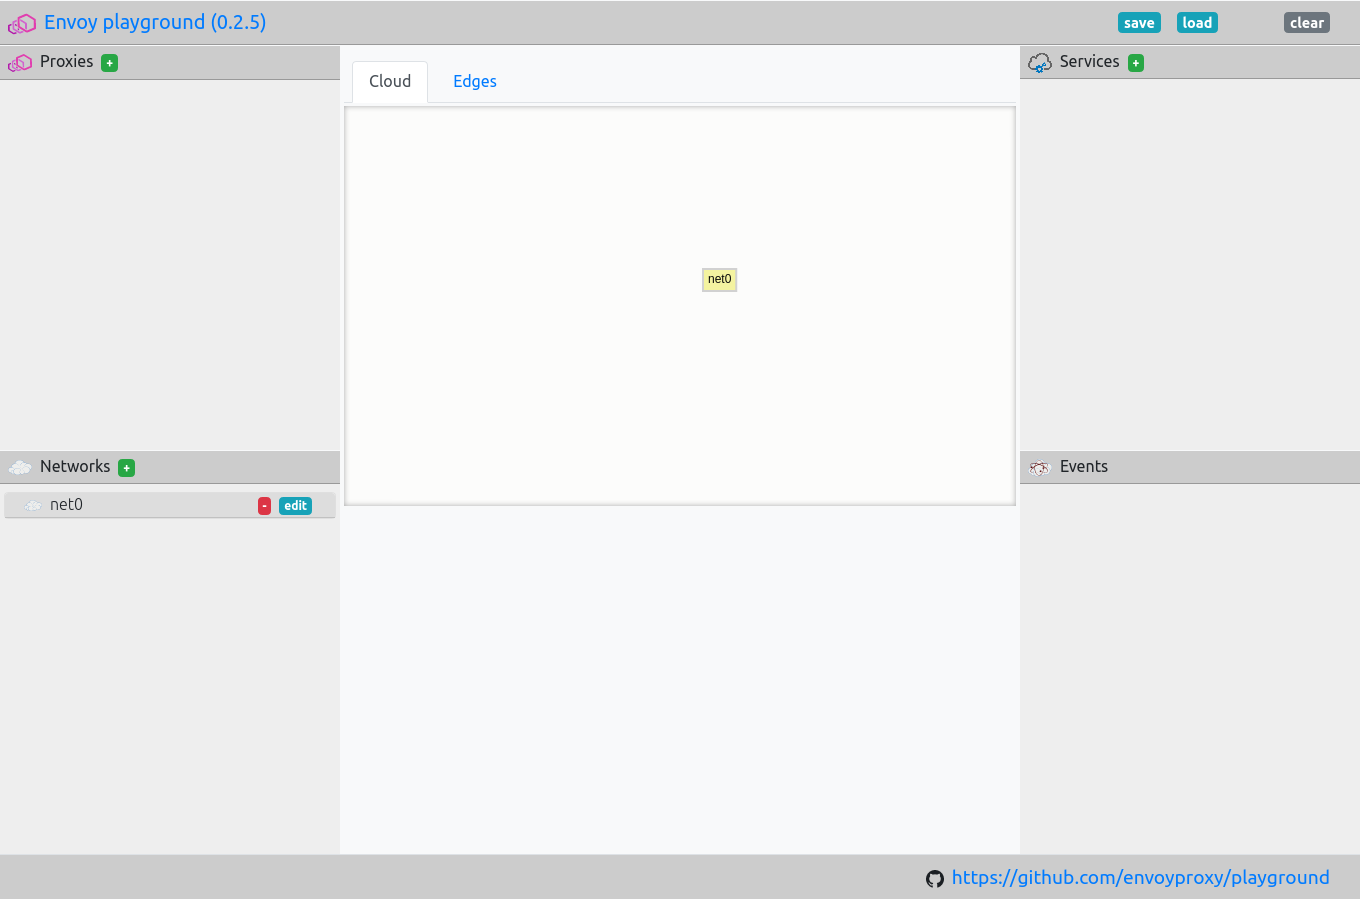 Envoy playground (0.2.5)
save
load
clear
Proxies +
Cloud
Edges
Services +
net0
Networks +
net0
-
edit
Events
https://github.com/envoyproxy/playground